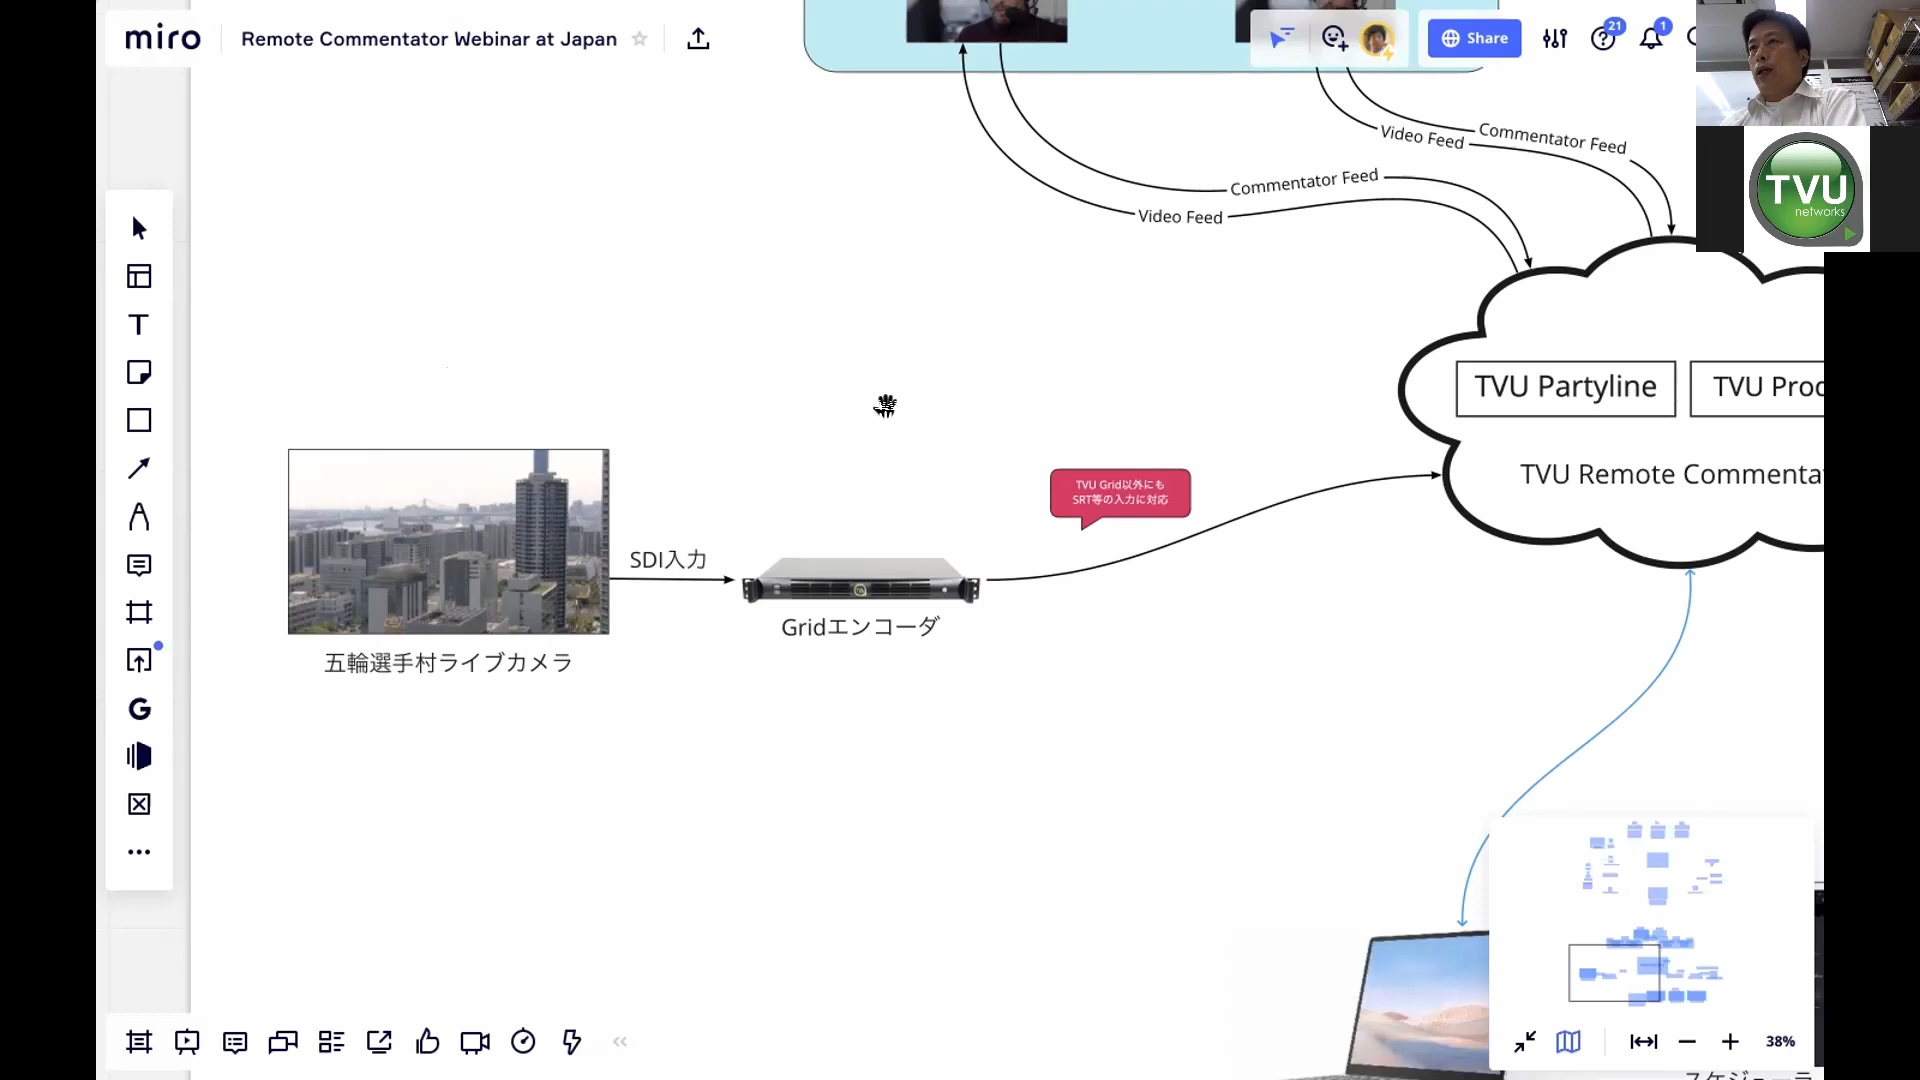 miro
Remote Commentator Webinar at Japan
Share
21
1
TVU
networks
Video Feed
Commentator Feed
Commentator Feed
Video Feed
TVU Partyline
TVU Proc
TVU Remote Commenta
TVU Grid以外にも
SRT等の入力に対応
SDI入力
Gridエンコーダ
五輪選手村ライブカメラ
38%